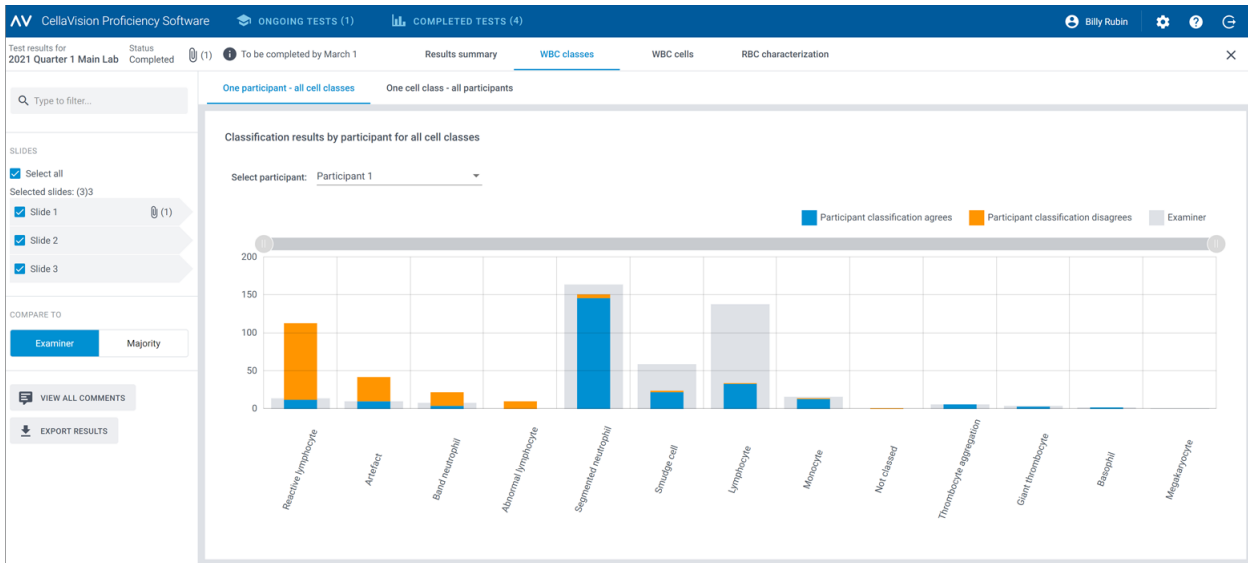 CellaVision Proficiency Software
ONGOING TESTS (1)
COMPLETED TESTS (4)
Billy Rubin
Test results for
2021 Quarter 1 Main Lab
Status
Completed
(1)
To be completed by March 1
Results summary
WBC classes
WBC cells
RBC characterization
Type to filter...
One participant - all cell classes
One cell class - all participants
SLIDES
Select all
Selected slides: (3)3
Slide 1
(1)
Slide 2
Slide 3
COMPARE TO
Examiner
Majority
VIEW ALL COMMENTS
EXPORT RESULTS
Classification results by participant for all cell classes
Select participant:
Participant 1
Participant classification agrees
Participant classification disagrees
Examiner
200
150
100
50
0
Reactive lymphocyte
Artefact
Band neutrophil
Abnormal lymphocyte
Segmented neutrophil
Smudge cell
Lymphocyte
Monocyte
Not classed
Thrombocyte aggregation
Giant thrombocyte
Basophil
Megakaryocyte